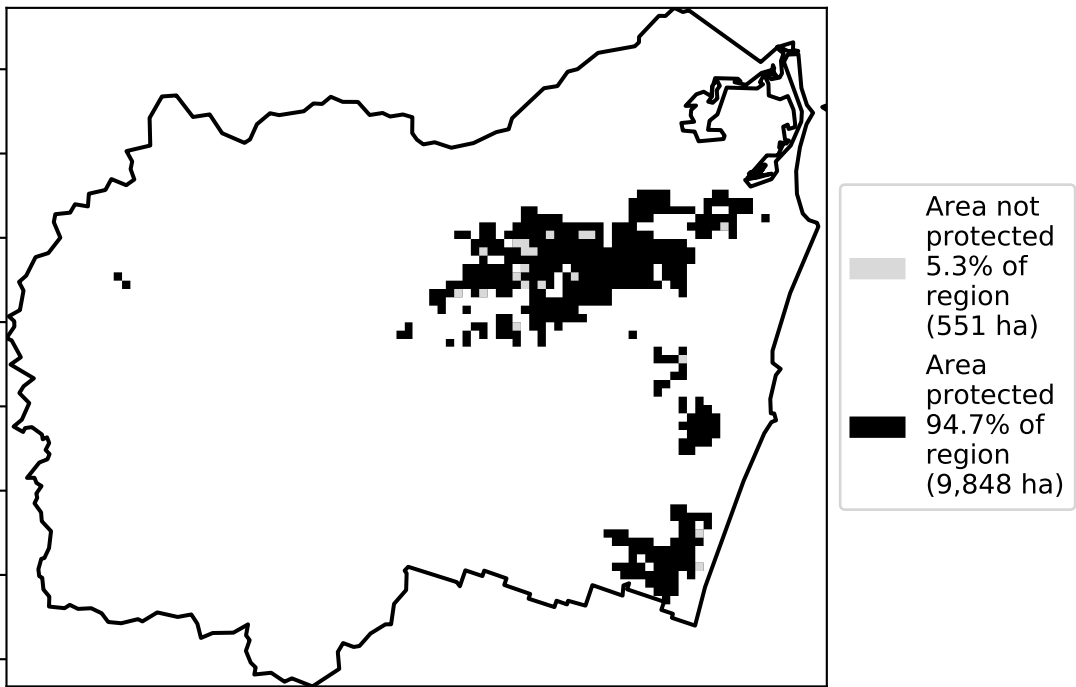 Area not
protected
5.3% of
region
(551 ha)
Area
protected
94.7% of
region
(9,848 ha)